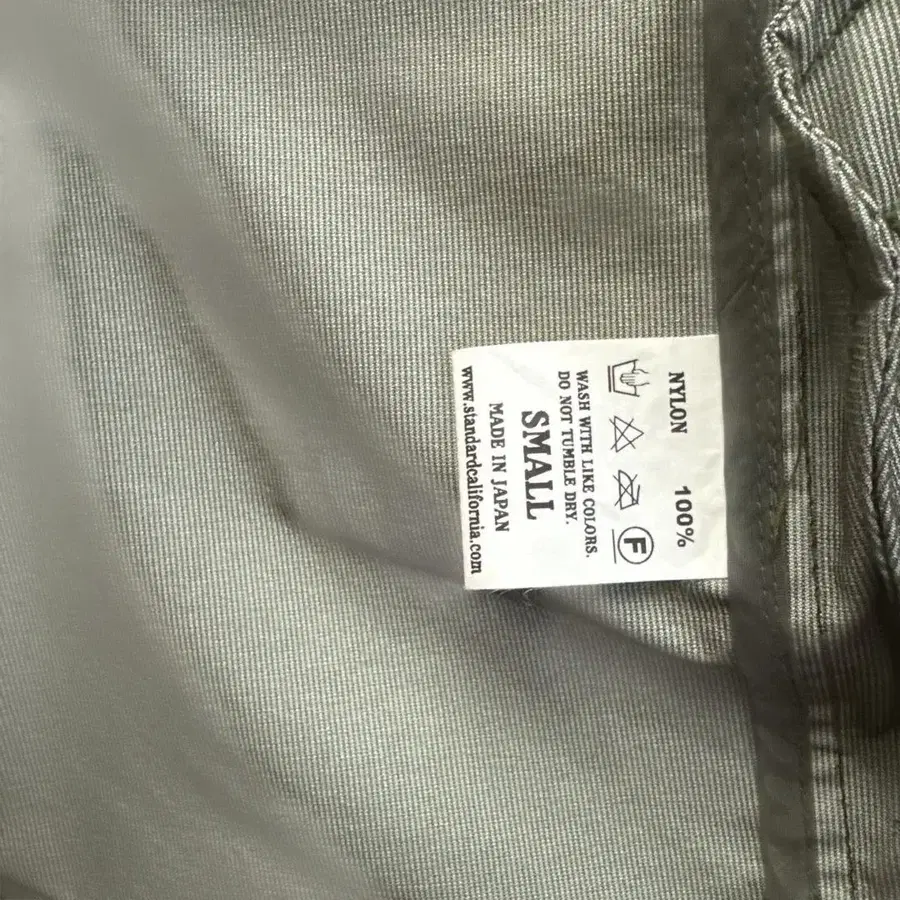 NYLON 100%
F
WASH WITH LIKE COLORS.
DO NOT TUMBLE DRY.
SMALL
MADE IN JAPAN
www.standardcalifornia.com